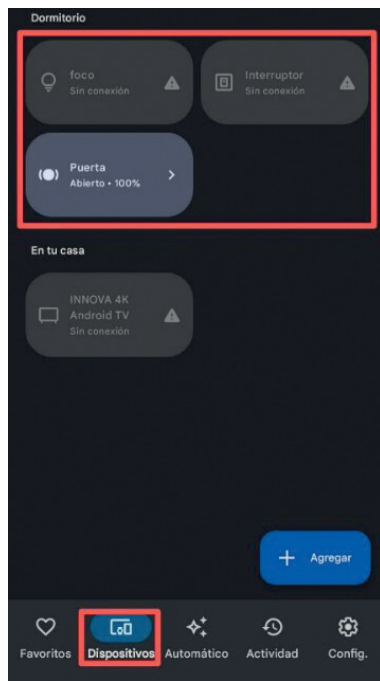 Dormitorio
foco
Sin conexión
Interruptor
Sin conexión
Puerta
Abierto • 100%
En tu casa
INNOVA 4K
Android TV
Sin conexión
Agregar
Favoritos
Dispositivos
Automático
Actividad
Config.